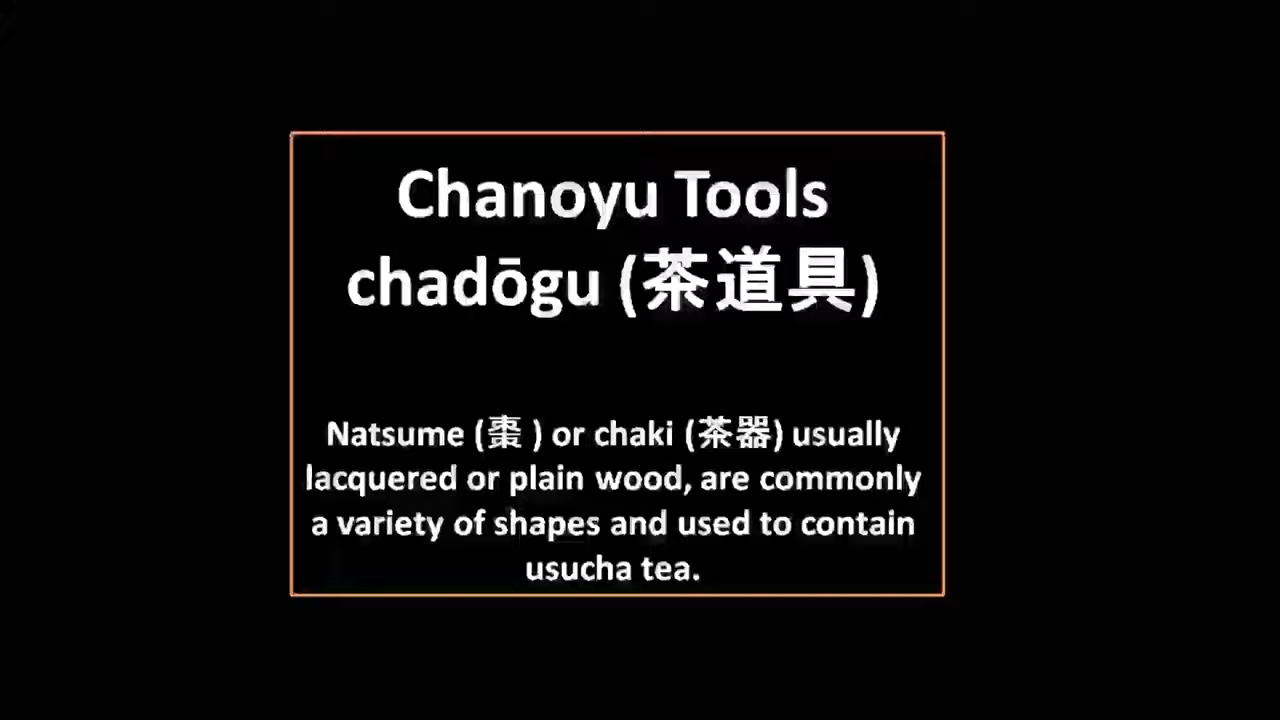 Chanoyu Tools
chadōgu (茶道具)
Natsume (棗 ) or chaki (茶器) usually
lacquered or plain wood, are commonly
a variety of shapes and used to contain
usucha tea.